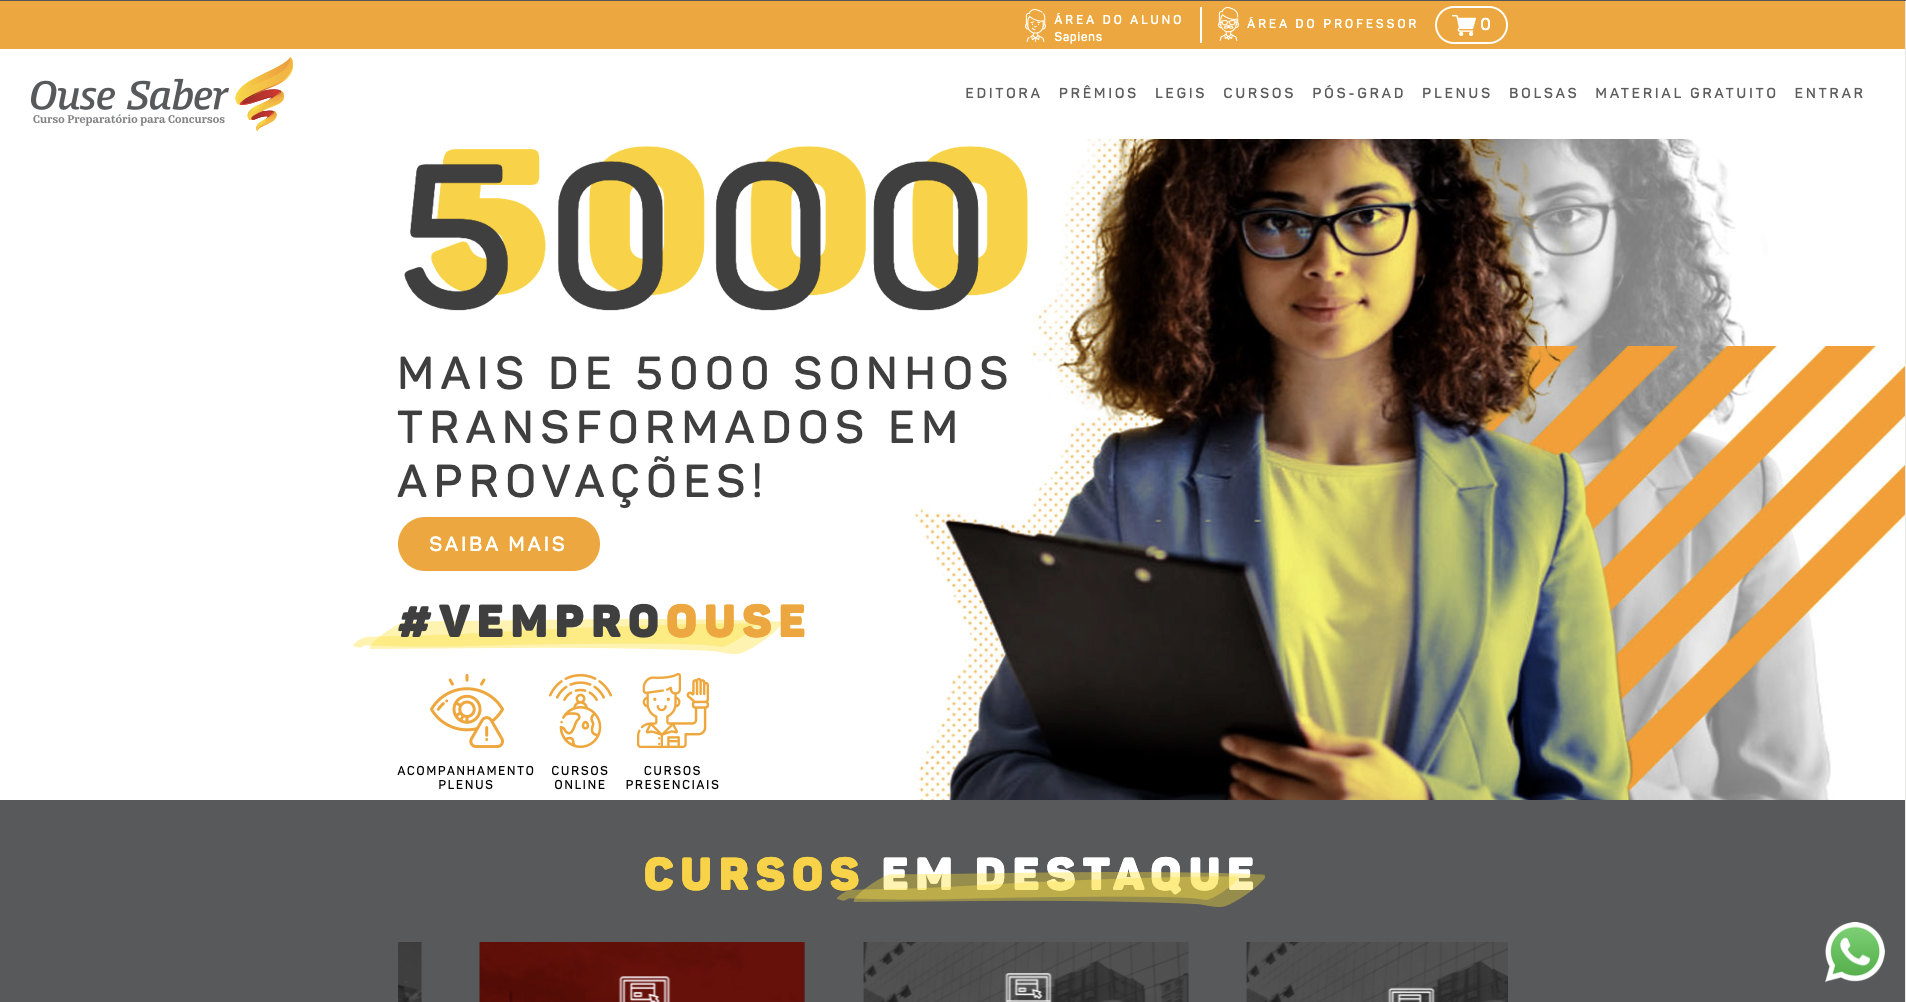 ÁREA DO ALUNO
Sapiens
ÁREA DO PROFESSOR
0
Ouse Saber
Curso Preparatório para Concursos
EDITORA PRÊMIOS LEGIS CURSOS PÓS-GRAD PLENUS BOLSAS MATERIAL GRATUITO ENTRAR
5000
MAIS DE 5000 SONHOS
TRANSFORMADOS EM
APROVAÇÕES!
SAIBA MAIS
#VEMPROOUSE
ACOMPANHAMENTO
PLENUS
CURSOS
ONLINE
CURSOS
PRESENCIAIS
CURSOS EM DESTAQUE